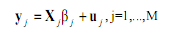 y_j = X_j β_j + u_j , j=1,...,M